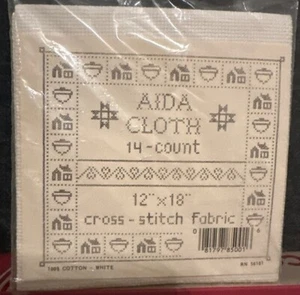 AIDA
CLOTH
14-count
12"x18"
cross-stitch fabric
100% COTTON - WHITE